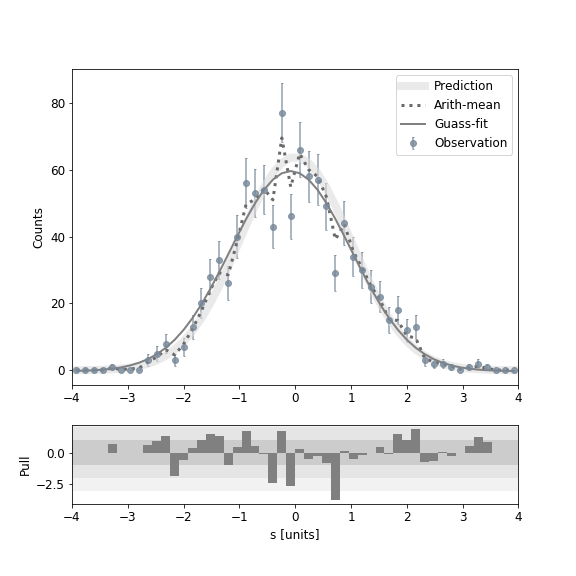 80
60
40
20
0
Counts
Prediction
Arith-mean
Guass-fit
Observation
−4 −3 −2 −1 0 1 2 3 4
0.0
−2.5
Pull
−4 −3 −2 −1 0 1 2 3 4
s [units]